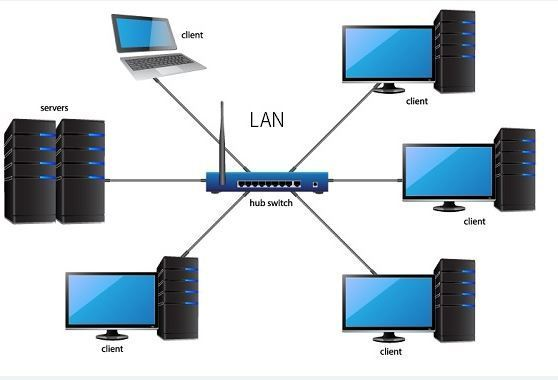 client
client
servers
LAN
hub switch
client
client
client